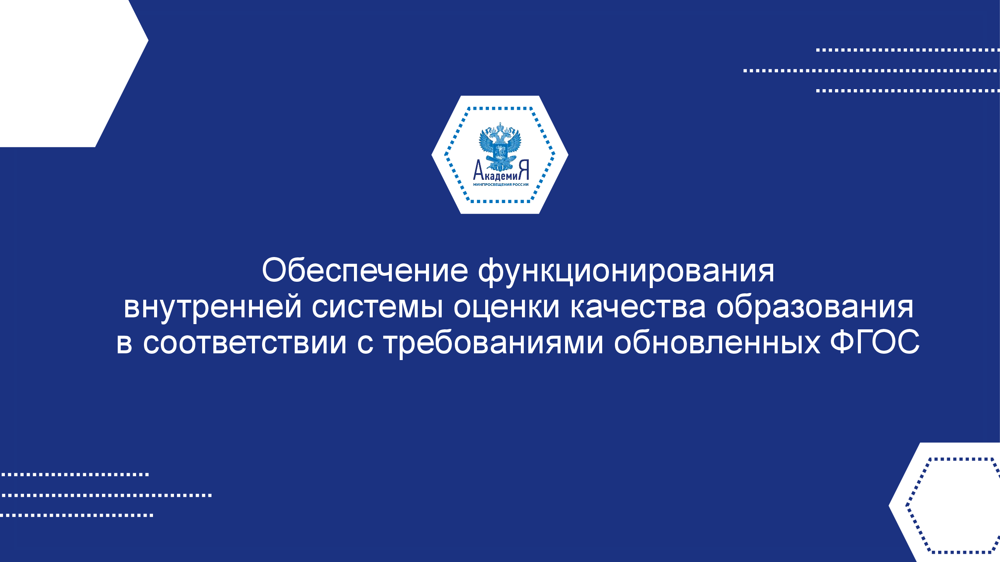 АкадемиЯ
МИНПРОСВЕЩЕНИЯ РОССИИ
Обеспечение функционирования
внутренней системы оценки качества образования
в соответствии с требованиями обновленных ФГОС